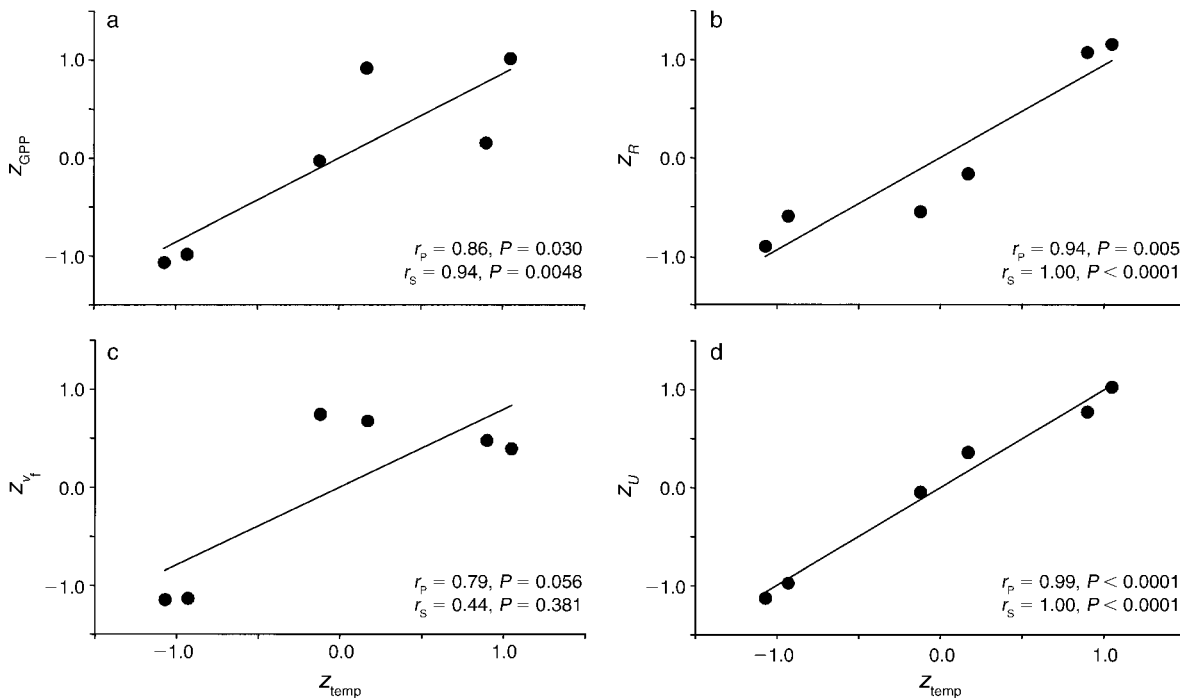 a
1.0
0.0
−1.0
z_GPP
r_P = 0.86, P = 0.030
r_S = 0.94, P = 0.0048
b
1.0
0.0
−1.0
z_R
r_P = 0.94, P = 0.005
r_S = 1.00, P < 0.0001
c
1.0
0.0
−1.0
z_v_f
r_P = 0.79, P = 0.056
r_S = 0.44, P = 0.381
−1.0 0.0 1.0
z_temp
d
1.0
0.0
−1.0
z_U
r_P = 0.99, P < 0.0001
r_S = 1.00, P < 0.0001
−1.0 0.0 1.0
z_temp